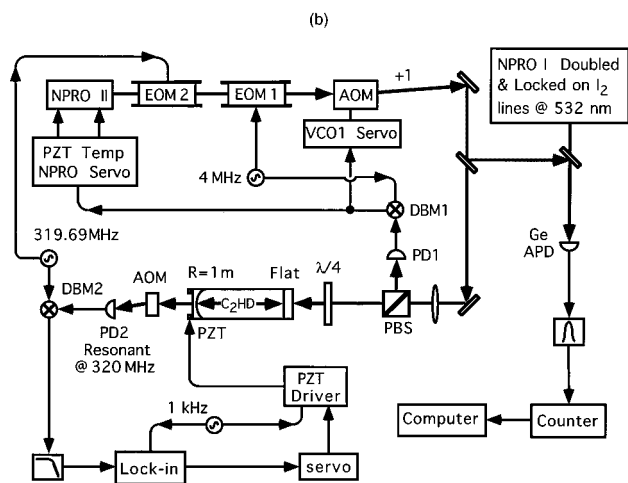 (b)
NPRO II
EOM 2
EOM 1
AOM
+1
NPRO I Doubled
& Locked on I2
lines @ 532 nm
PZT Temp
NPRO Servo
VCO1 Servo
4 MHz
DBM1
319.69MHz
PD1
Ge
APD
DBM2
AOM
R=1m
Flat
λ/4
C2HD
PBS
PD2
Resonant
@ 320 MHz
PZT
PZT
Driver
1 kHz
Computer
Counter
Lock-in
servo